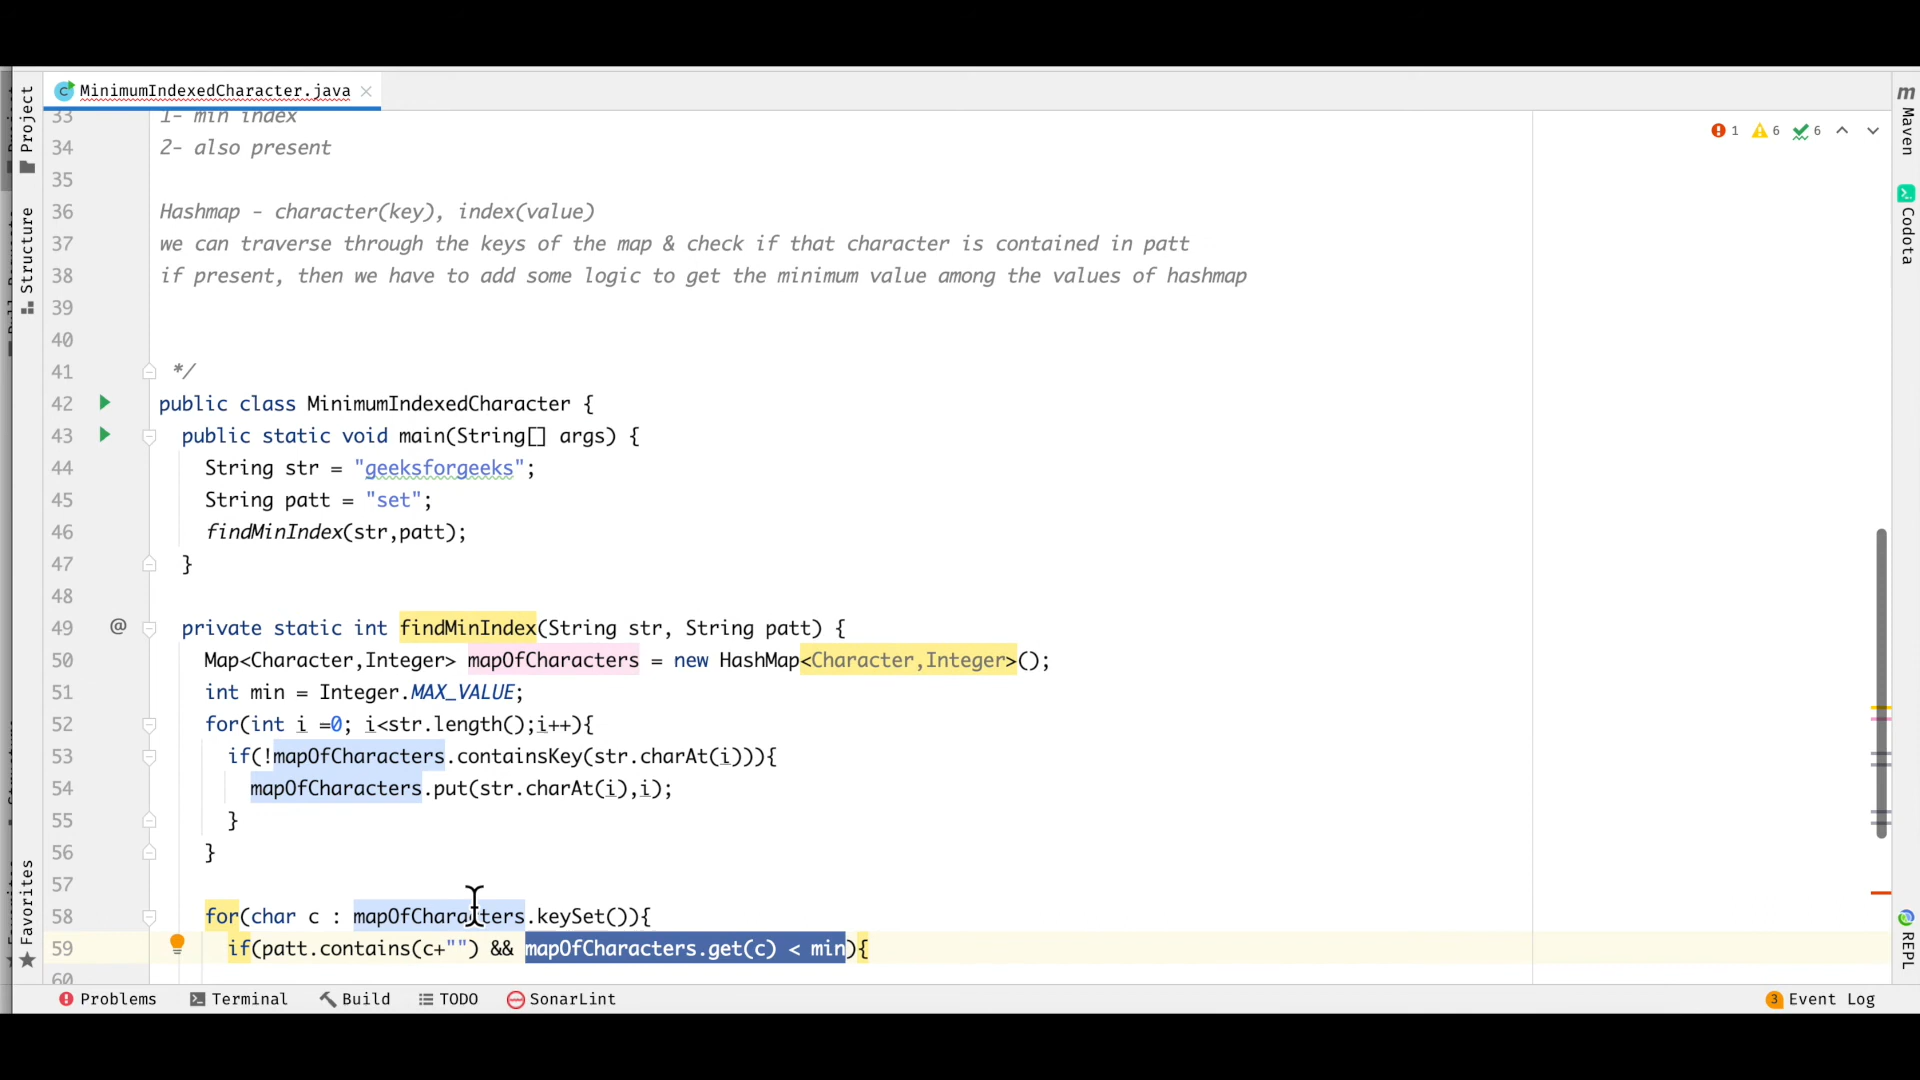 MinimumIndexedCharacter.java
Project
Structure
Favorites
m
Maven
Codota
REPL
1 6 6
33 1- min index
34 2- also present
35
36 Hashmap - character(key), index(value)
37 we can traverse through the keys of the map & check if that character is contained in patt
38 if present, then we have to add some logic to get the minimum value among the values of hashmap
39
40
41 */
42 public class MinimumIndexedCharacter {
43 public static void main(String[] args) {
44 String str = "geeksforgeeks";
45 String patt = "set";
46 findMinIndex(str,patt);
47 }
48
49 @ private static int findMinIndex(String str, String patt) {
50 Map<Character,Integer> mapOfCharacters = new HashMap<Character,Integer>();
51 int min = Integer.MAX_VALUE;
52 for(int i =0; i<str.length();i++){
53 if(!mapOfCharacters.containsKey(str.charAt(i))){
54 mapOfCharacters.put(str.charAt(i),i);
55 }
56 }
57
58 for(char c : mapOfCharacters.keySet()){
59 if(patt.contains(c+"") && mapOfCharacters.get(c) < min){
60
Problems Terminal Build TODO SonarLint 3 Event Log